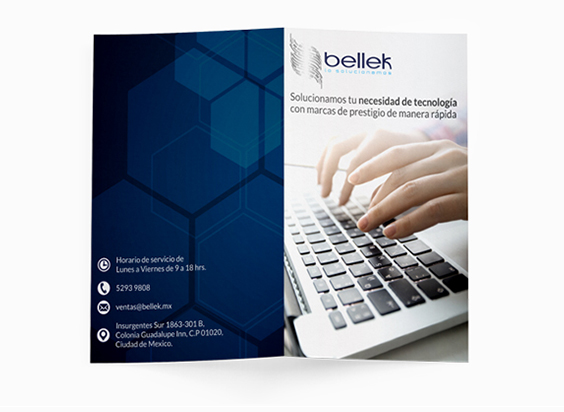 bellek
lo solucionamos
Solucionamos tu necesidad de tecnología
con marcas de prestigio de manera rápida
Horario de servicio de
Lunes a Viernes de 9 a 18 hrs.
5293 9808
ventas@bellek.mx
Insurgentes Sur 1863-301 B,
Colonia Guadalupe Inn, C.P 01020,
Ciudad de Mexico.